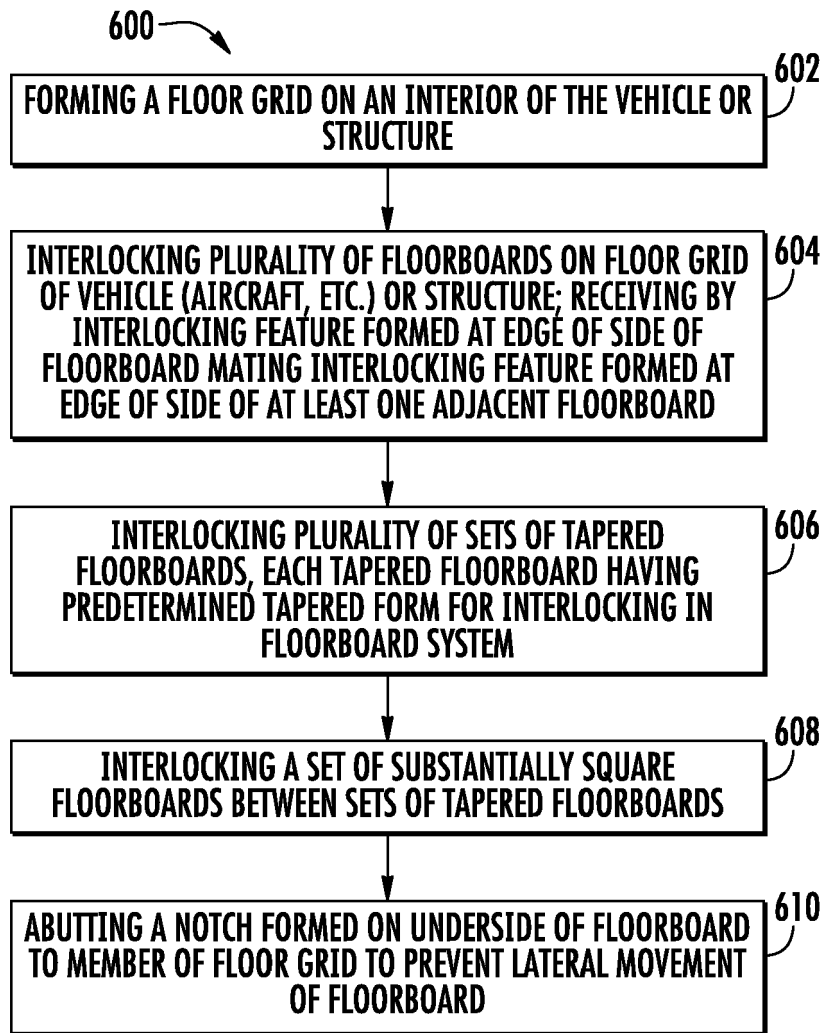 600
602
FORMING A FLOOR GRID ON AN INTERIOR OF THE VEHICLE OR
STRUCTURE
604
INTERLOCKING PLURALITY OF FLOORBOARDS ON FLOOR GRID
OF VEHICLE (AIRCRAFT, ETC.) OR STRUCTURE; RECEIVING BY
INTERLOCKING FEATURE FORMED AT EDGE OF SIDE OF
FLOORBOARD MATING INTERLOCKING FEATURE FORMED AT
EDGE OF SIDE OF AT LEAST ONE ADJACENT FLOORBOARD
606
INTERLOCKING PLURALITY OF SETS OF TAPERED
FLOORBOARDS, EACH TAPERED FLOORBOARD HAVING
PREDETERMINED TAPERED FORM FOR INTERLOCKING IN
FLOORBOARD SYSTEM
608
INTERLOCKING A SET OF SUBSTANTIALLY SQUARE
FLOORBOARDS BETWEEN SETS OF TAPERED FLOORBOARDS
610
ABUTTING A NOTCH FORMED ON UNDERSIDE OF FLOORBOARD
TO MEMBER OF FLOOR GRID TO PREVENT LATERAL MOVEMENT
OF FLOORBOARD